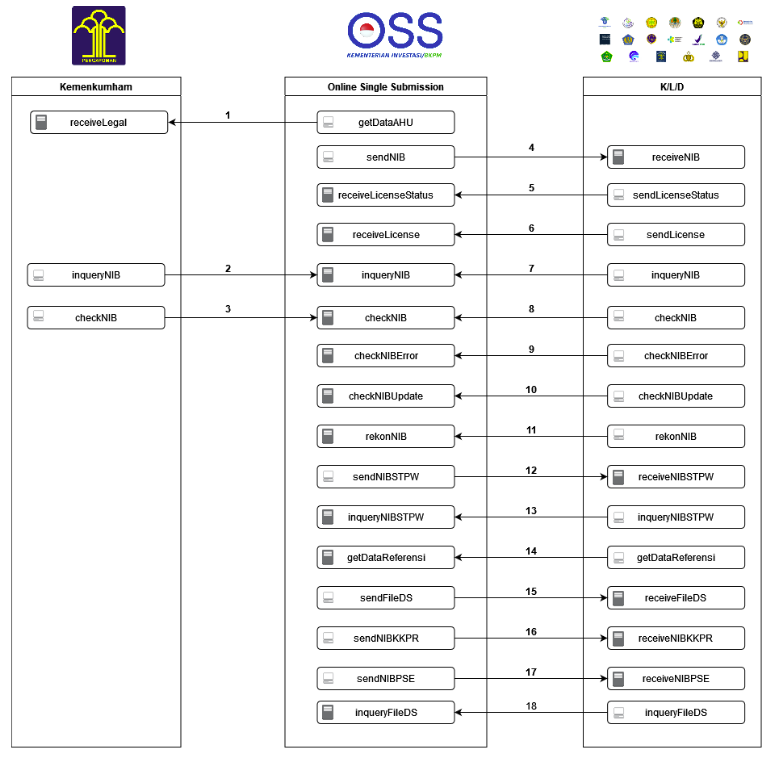 PENGAYOMAN
OSS
KEMENTERIAN INVESTASI/BKPM
Kemenkumham
Online Single Submission
K/L/D
receiveLegal
1
getDataAHU
sendNIB
4
receiveNIB
receiveLicenseStatus
5
sendLicenseStatus
receiveLicense
6
sendLicense
inqueryNIB
2
inqueryNIB
7
inqueryNIB
checkNIB
3
checkNIB
8
checkNIB
checkNIBError
9
checkNIBError
checkNIBUpdate
10
checkNIBUpdate
rekonNIB
11
rekonNIB
sendNIBSTPW
12
receiveNIBSTPW
inqueryNIBSTPW
13
inqueryNIBSTPW
getDataReferensi
14
getDataReferensi
sendFileDS
15
receiveFileDS
sendNIBKKPR
16
receiveNIBKKPR
sendNIBPSE
17
receiveNIBPSE
inqueryFileDS
18
inqueryFileDS